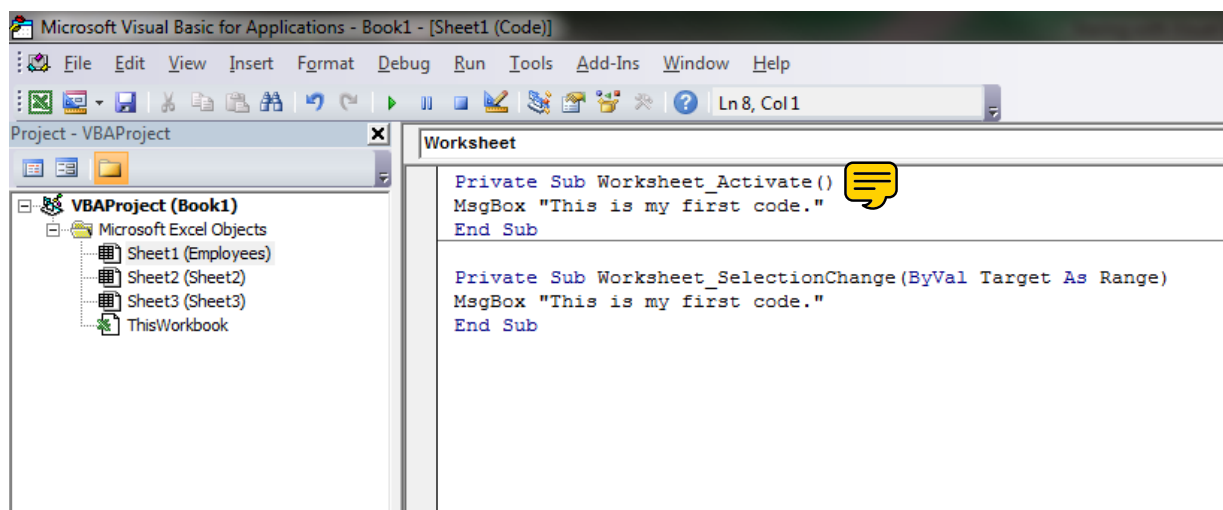 Microsoft Visual Basic for Applications - Book1 - [Sheet1 (Code)]
File Edit View Insert Format Debug Run Tools Add-Ins Window Help
Ln 8, Col 1
Project - VBAProject
Worksheet
VBAProject (Book1)
Microsoft Excel Objects
Sheet1 (Employees)
Sheet2 (Sheet2)
Sheet3 (Sheet3)
ThisWorkbook
Private Sub Worksheet_Activate()
MsgBox "This is my first code."
End Sub
Private Sub Worksheet_SelectionChange(ByVal Target As Range)
MsgBox "This is my first code."
End Sub